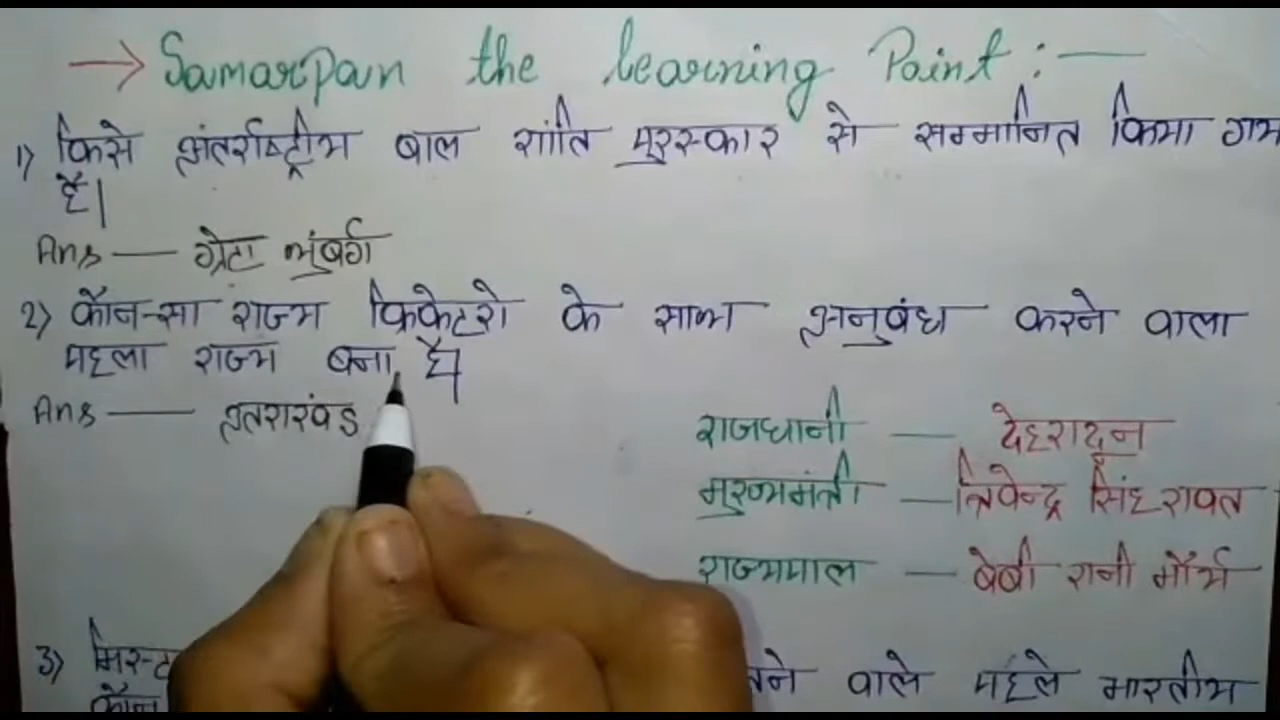 → Samarpan the learning Point :—
1) किसे अंतर्राष्ट्रीय बाल शांति पुरस्कार से सम्मानित किया गया
है।
Ans — ग्रेटा थुंबर्ग
2) कौन-सा राज्य क्रिकेटरो के साथ अनुबंध करने वाला
पहला राज्य बना है।
Ans — उत्तराखंड
राजधानी — देहरादून
मुख्यमंत्री — त्रिवेन्द्र सिंह रावत
राज्यपाल — बेबी रानी मौर्य
3) वाले पहले भारतीय
कौन